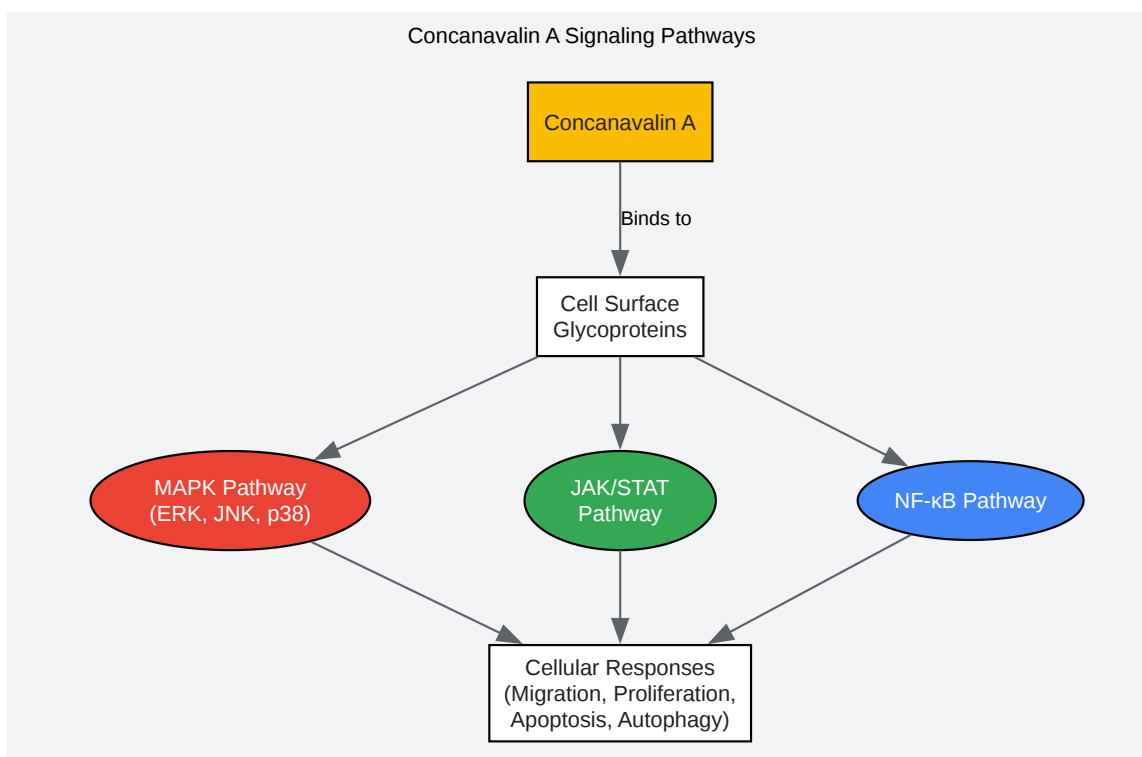 Concanavalin A Signaling Pathways
Concanavalin A
Binds to
Cell Surface
Glycoproteins
MAPK Pathway
(ERK, JNK, p38)
JAK/STAT
Pathway
NF-κB Pathway
Cellular Responses
(Migration, Proliferation,
Apoptosis, Autophagy)